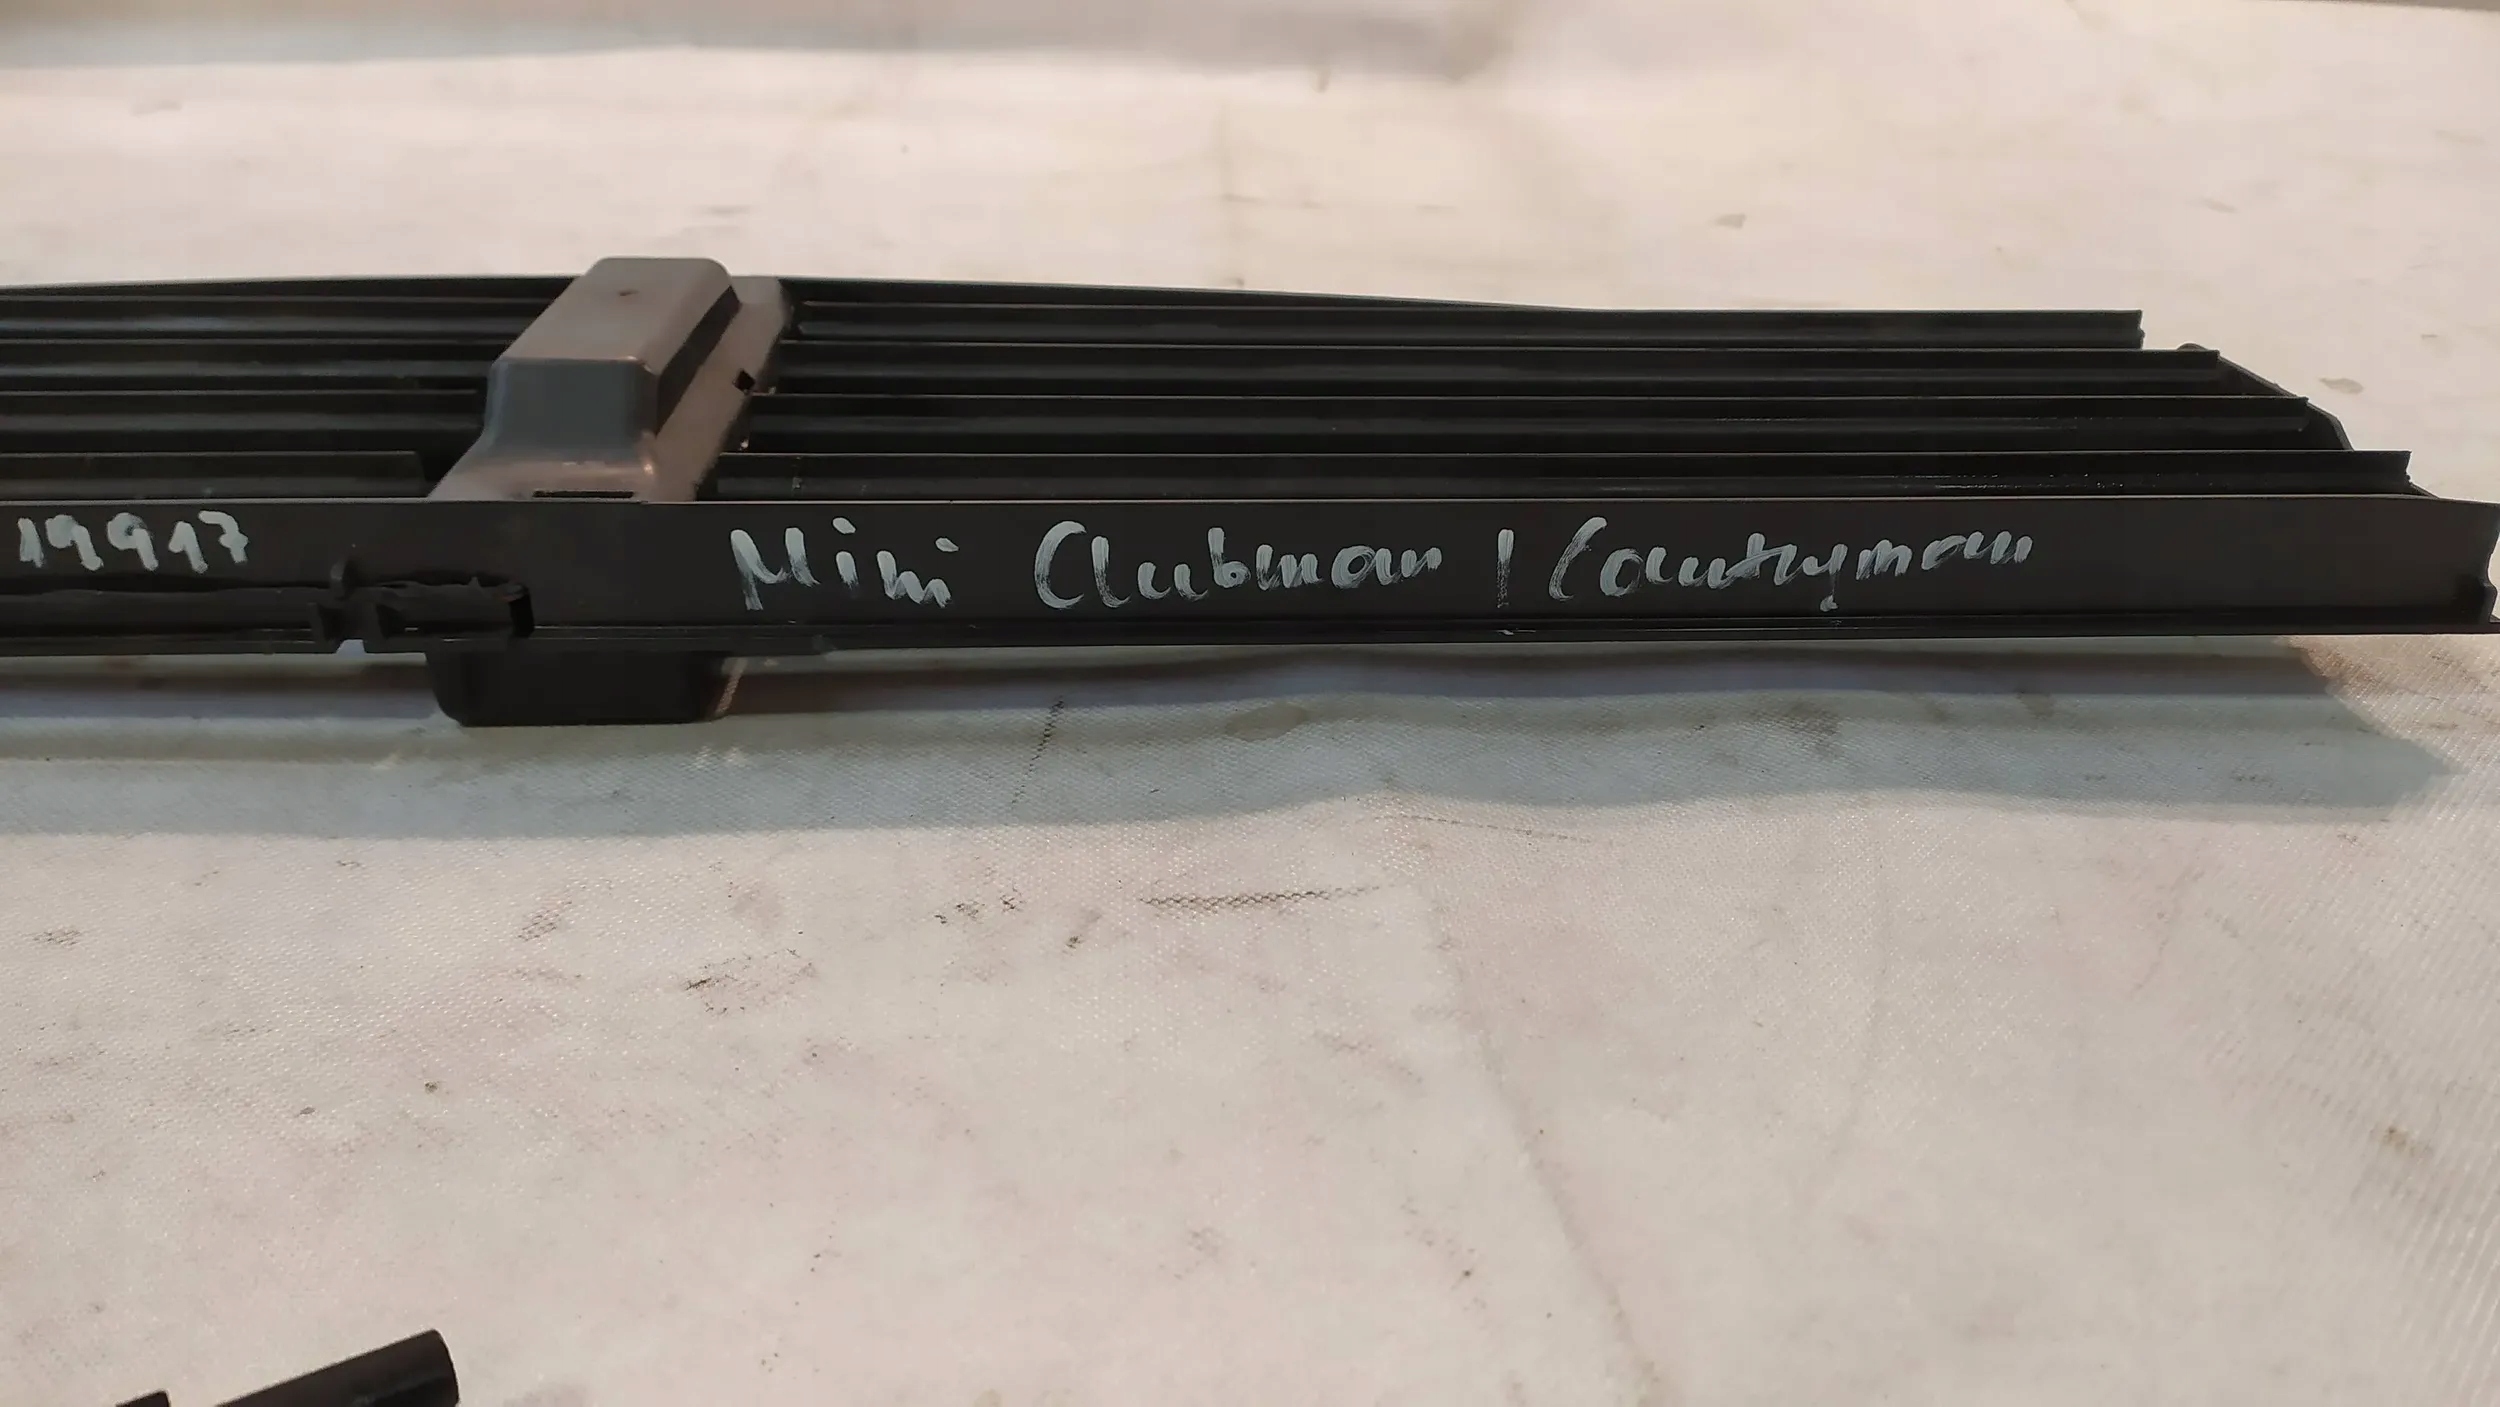 19917 Mini Clubman / Countryman